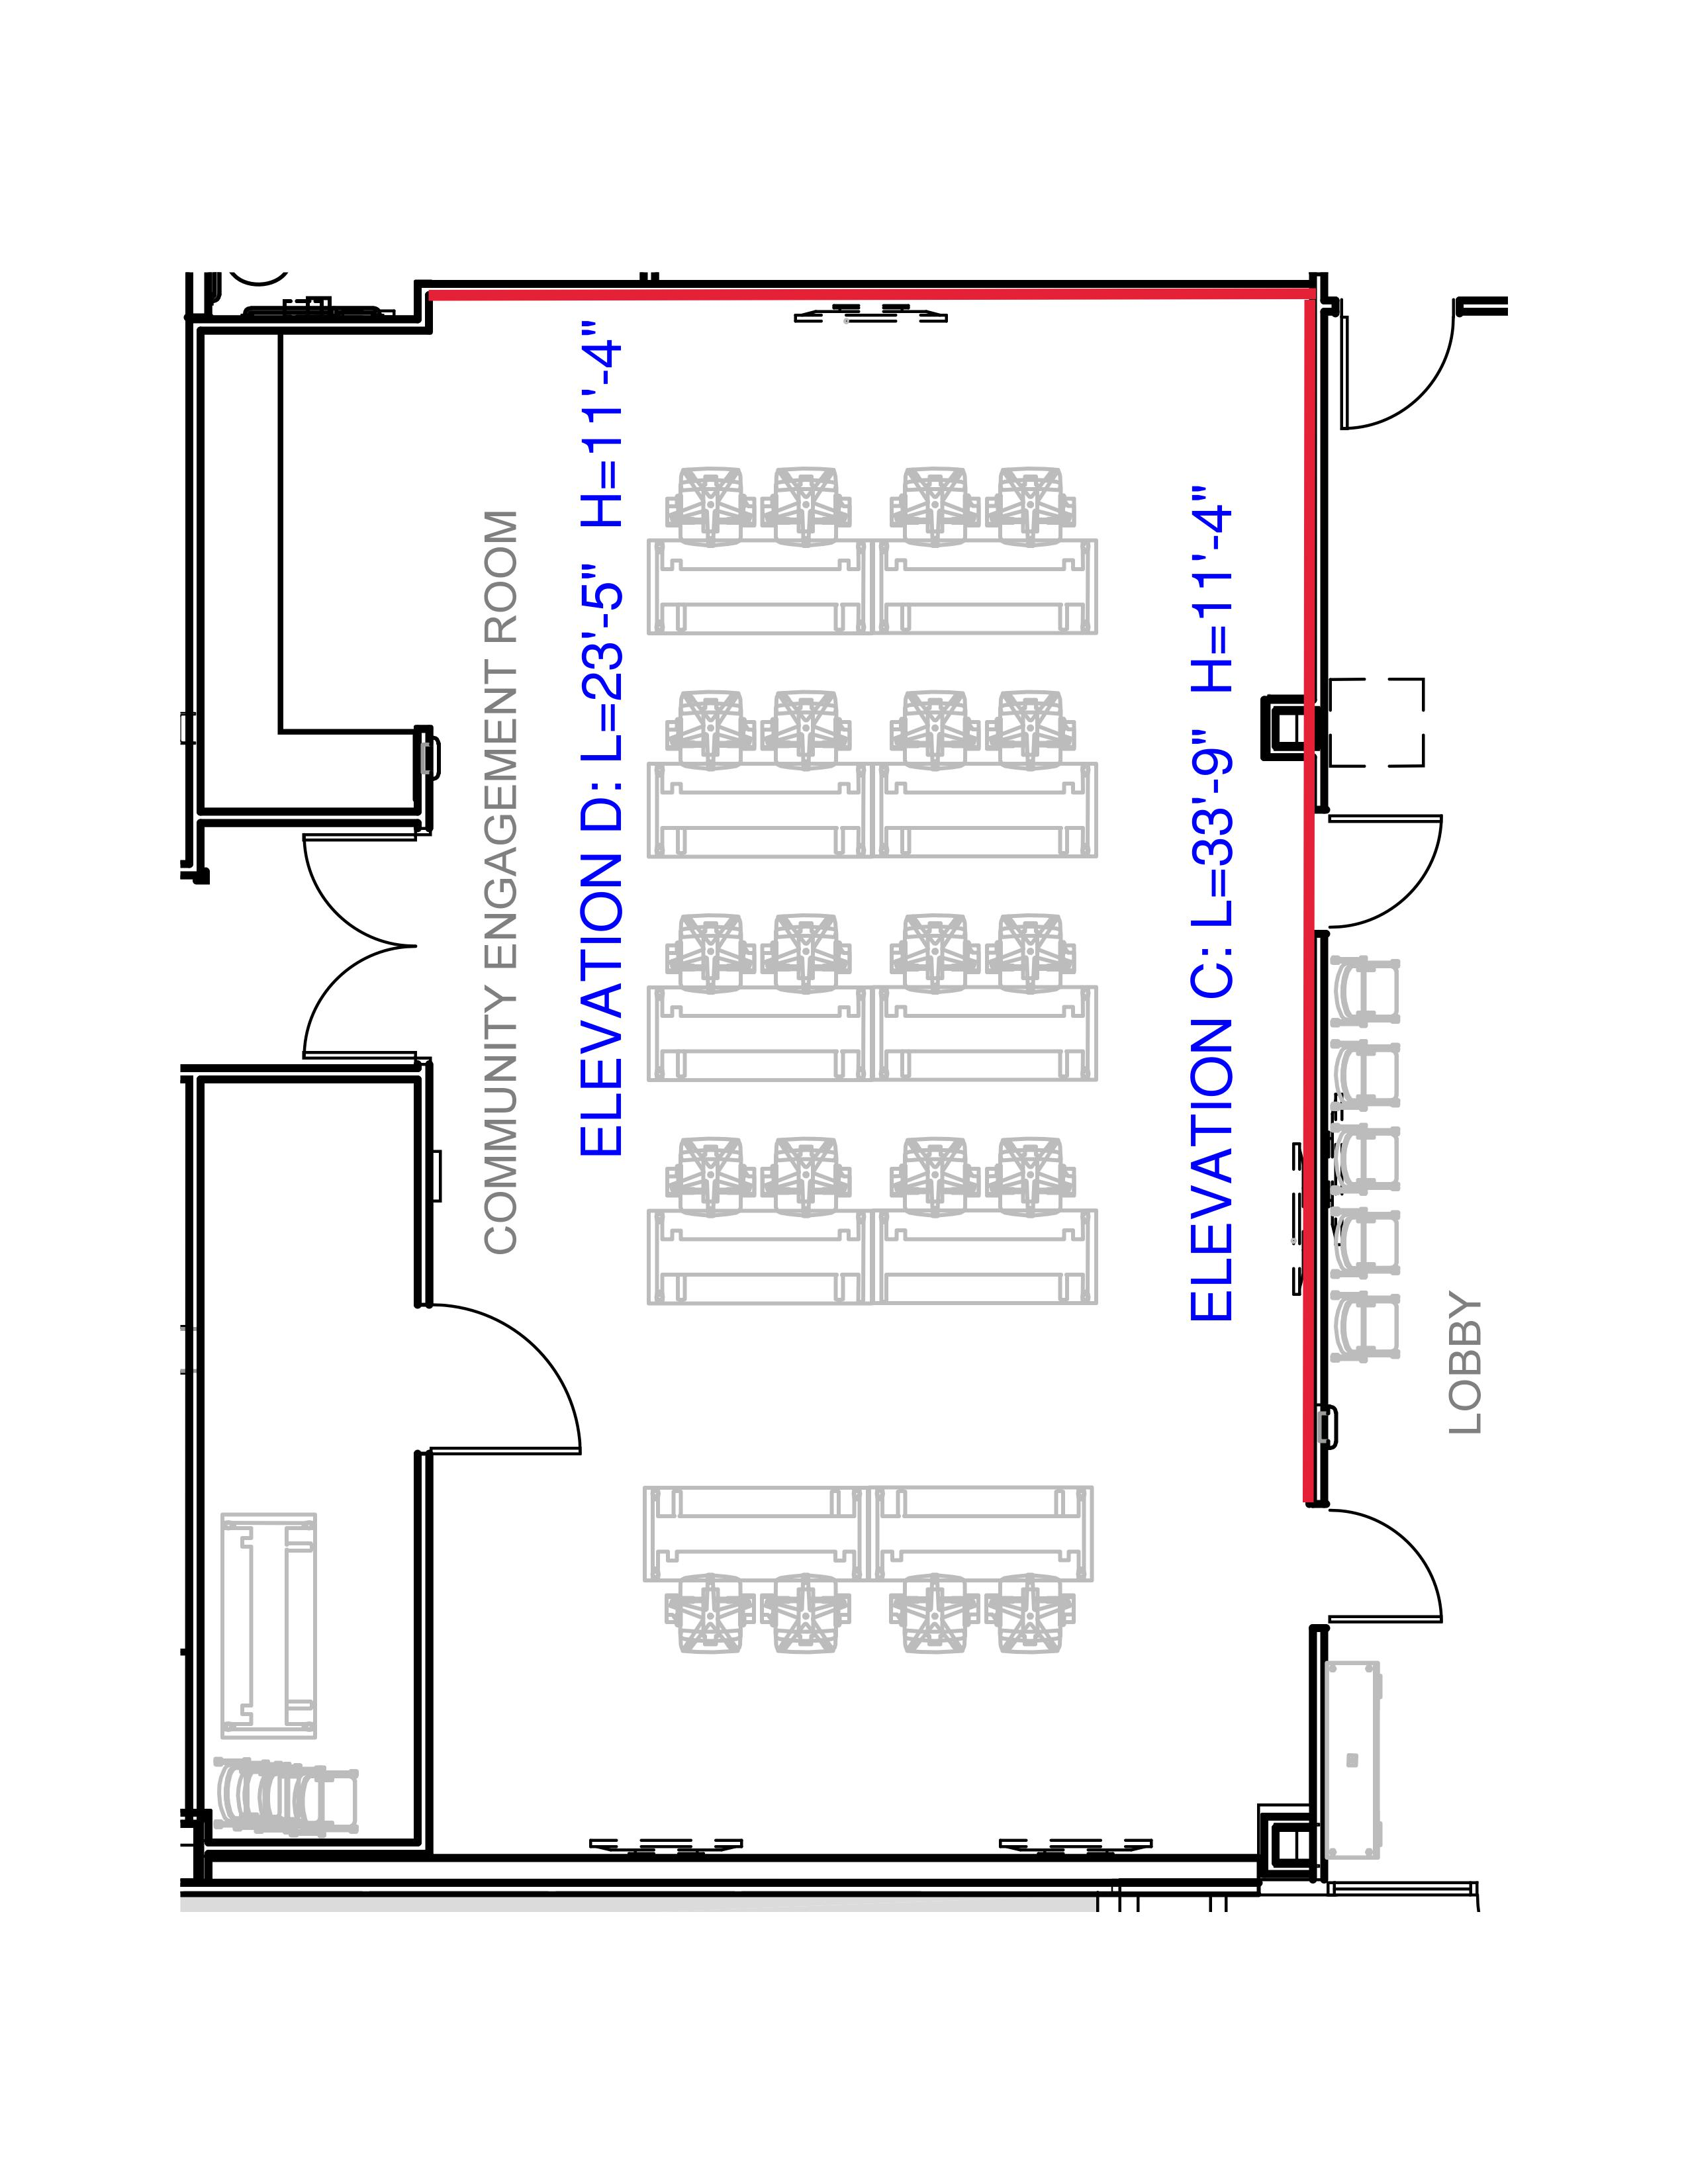 COMMUNITY ENGAGEMENT ROOM
ELEVATION D: L=23'-5" H=11'-4"
ELEVATION C: L=33'-9" H=11'-4"
LOBBY